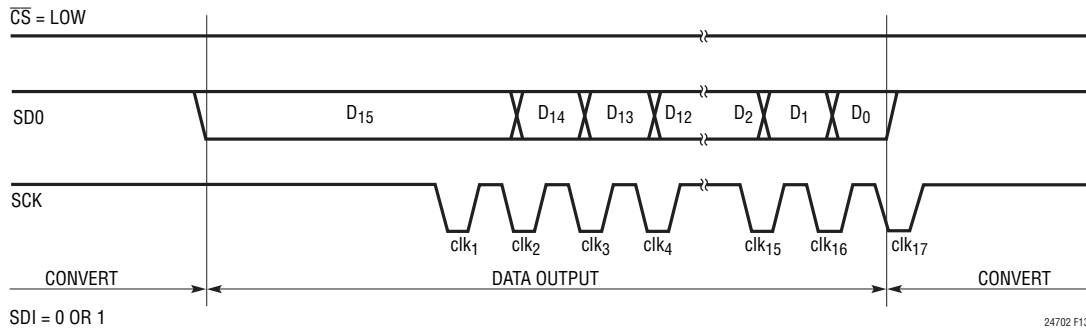 CS = LOW
SD0
D15
D14
D13
D12
D2
D1
D0
SCK
clk1
clk2
clk3
clk4
clk15
clk16
clk17
CONVERT
DATA OUTPUT
CONVERT
SDI = 0 OR 1
24702 F13